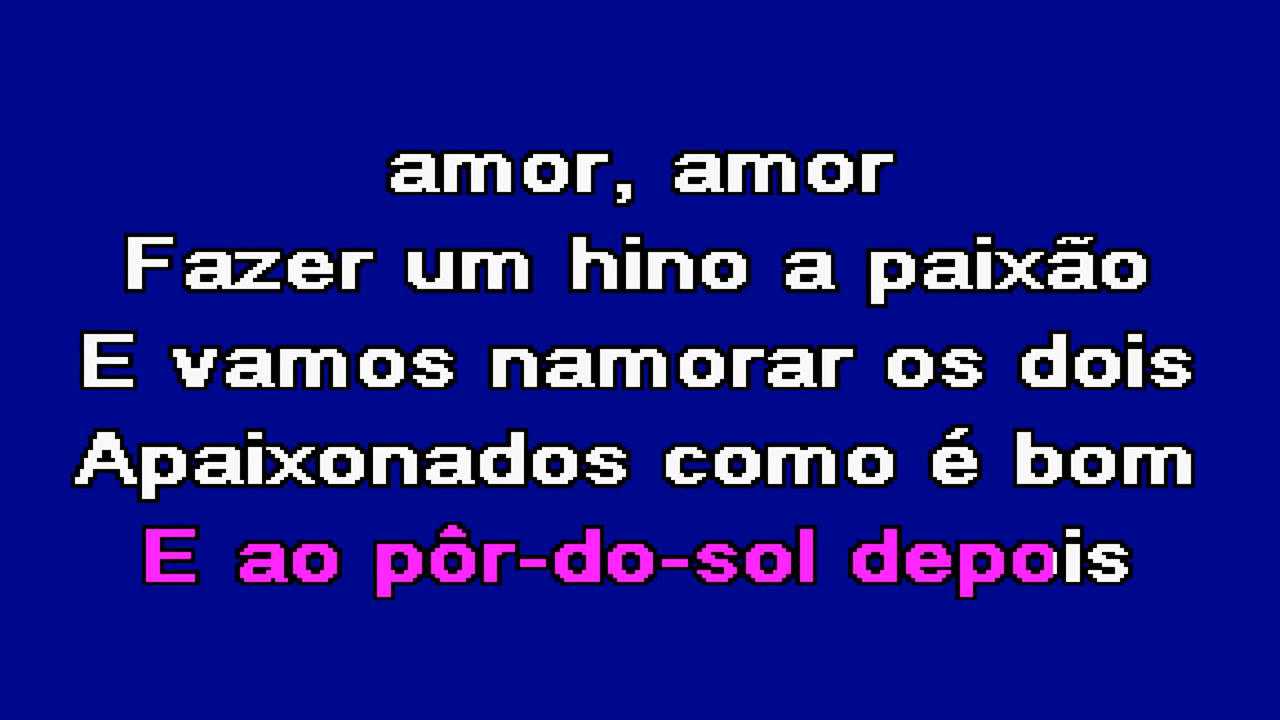 amor, amor
Fazer um hino a paixão
E vamos namorar os dois
Apaixonados como é bom
E ao pôr-do-sol depois